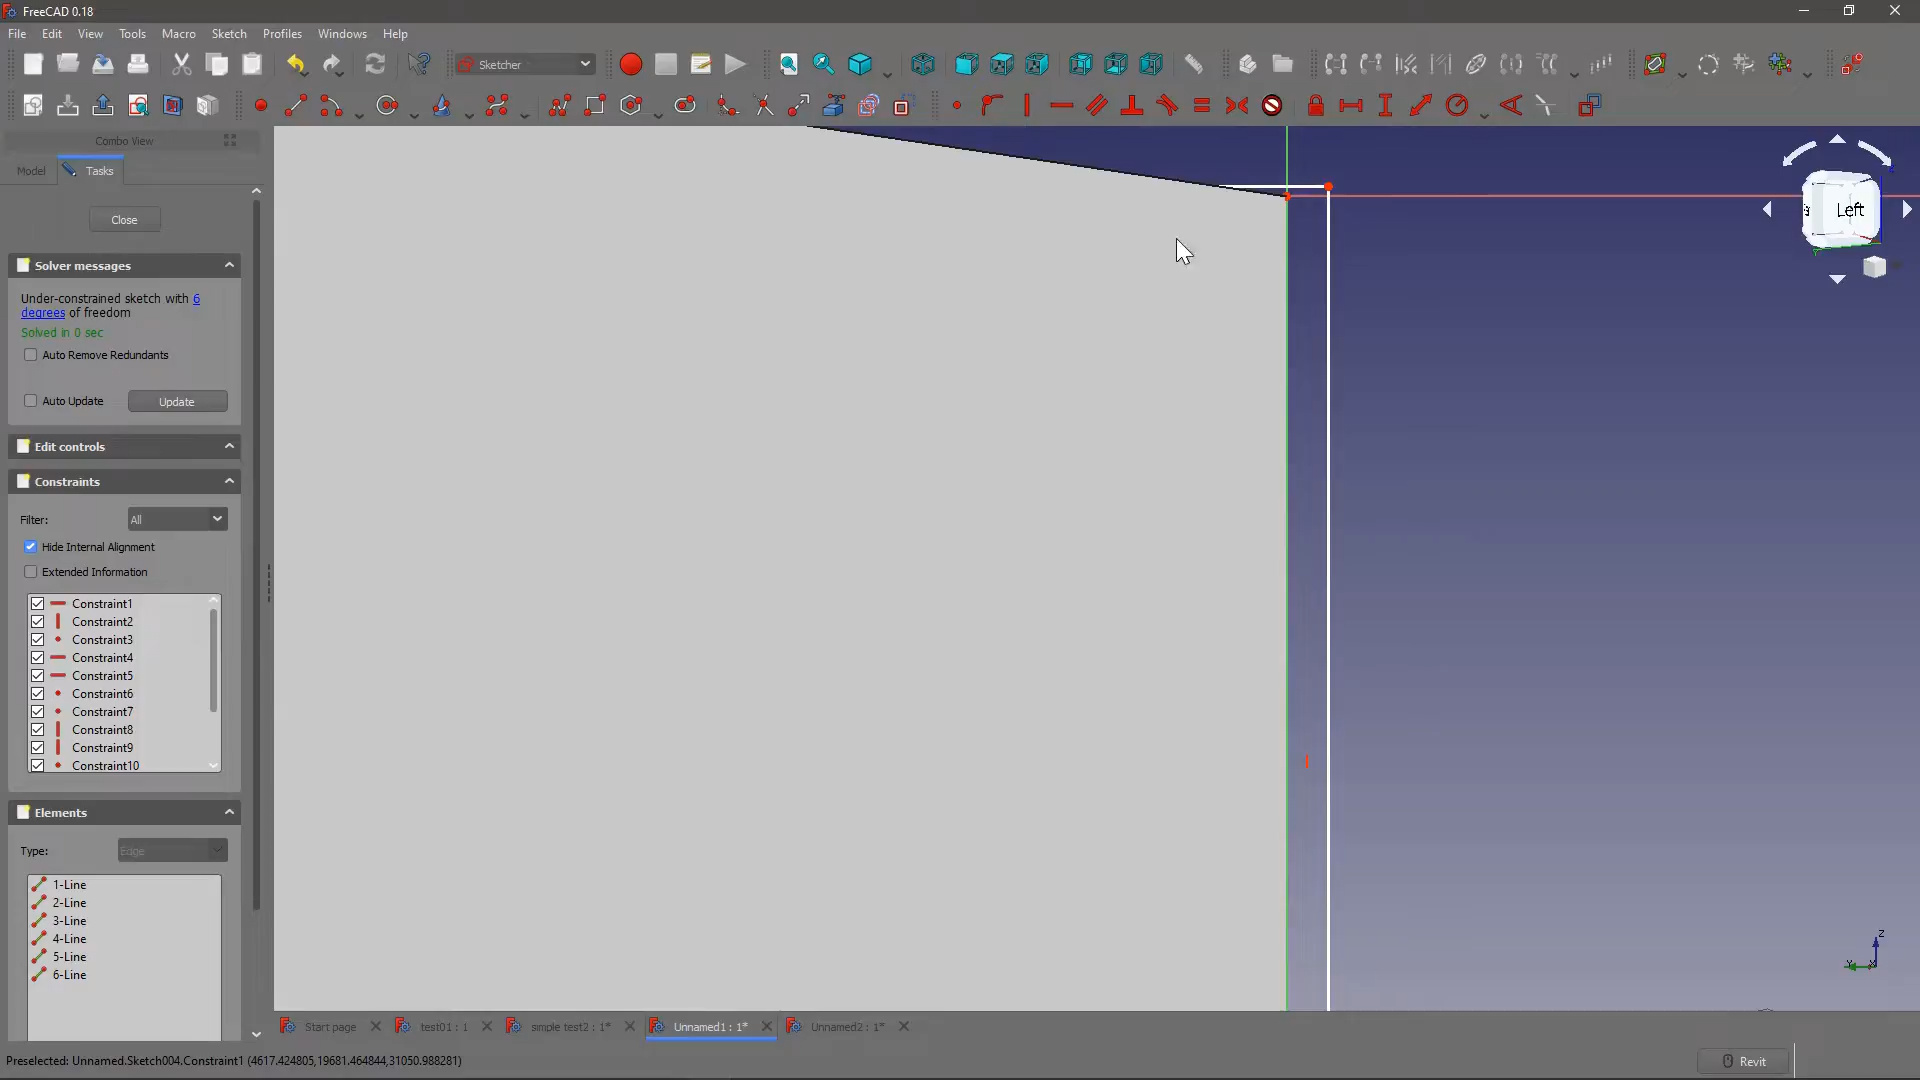 FreeCAD 0.18
File Edit View Tools Macro Sketch Profiles Windows Help
Sketcher
Combo View
Model Tasks
Close
Solver messages
Under-constrained sketch with 6
degrees of freedom
Solved in 0 sec
Auto Remove Redundants
Auto Update Update
Edit controls
Constraints
Filter: All
Hide Internal Alignment
Extended Information
Constraint1
Constraint2
Constraint3
Constraint4
Constraint5
Constraint6
Constraint7
Constraint8
Constraint9
Constraint10
Elements
Type: Edge
1-Line
2-Line
3-Line
4-Line
5-Line
6-Line
Left
Z
Start page test01 : 1 simple test2 : 1* Unnamed1 : 1* Unnamed2 : 1*
Preselected: Unnamed.Sketch004.Constraint1 (4617.424805,19681.464844,31050.988281)
Revit